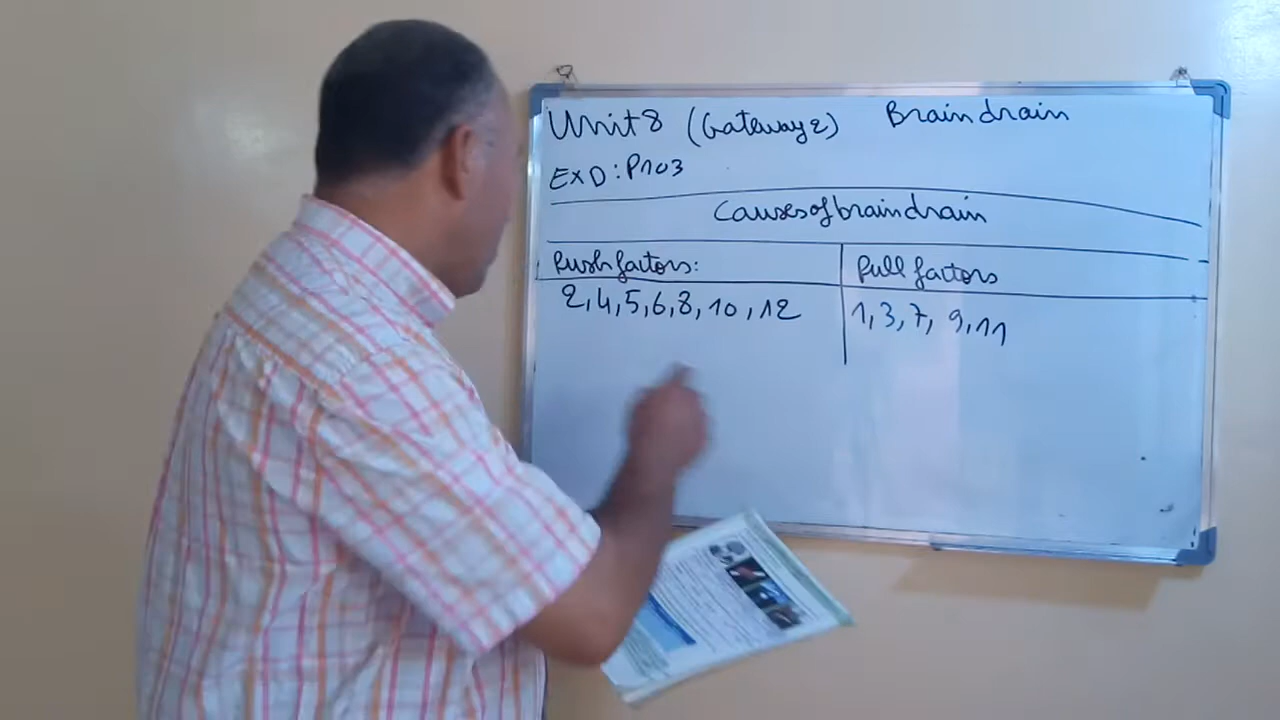 Unit 8 (Gateway 2) Brain drain
Ex D: P103
Causes of brain drain
Push factors: Pull factors
2,4,5,6,8,10,12 1,3,7,9,11